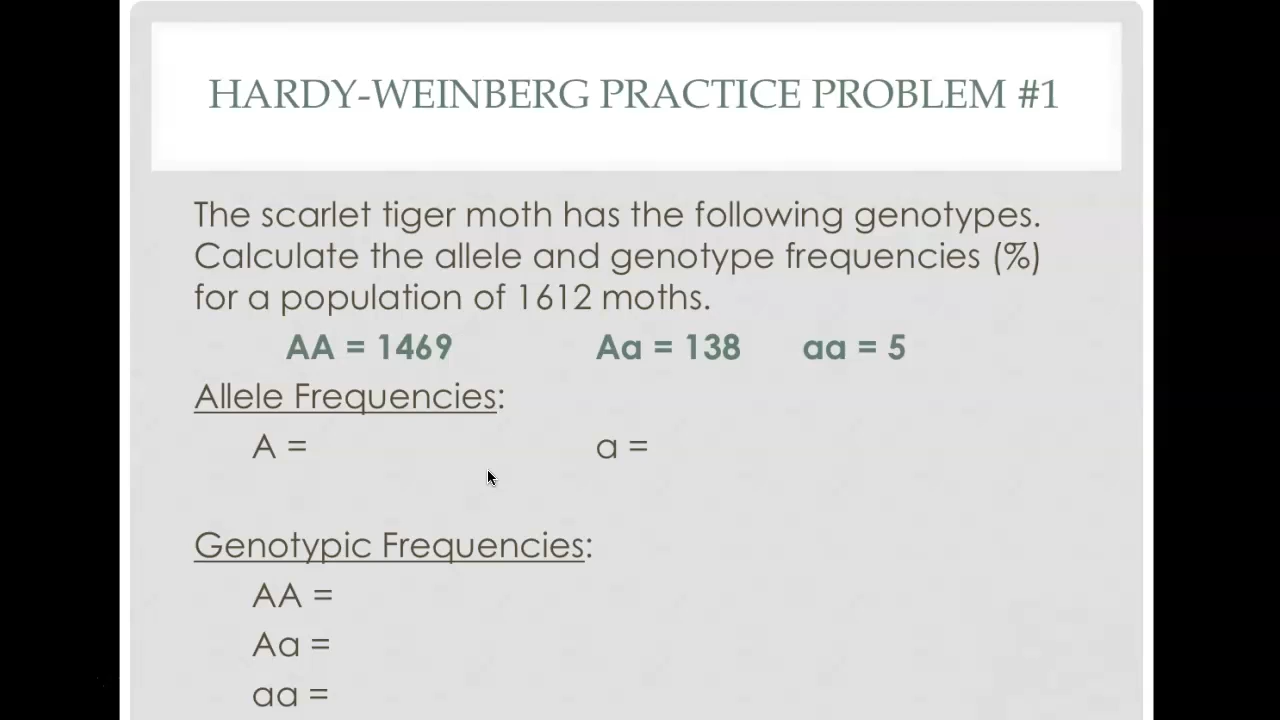 HARDY-WEINBERG PRACTICE PROBLEM #1
The scarlet tiger moth has the following genotypes.
Calculate the allele and genotype frequencies (%)
for a population of 1612 moths.
AA = 1469 Aa = 138 aa = 5
Allele Frequencies:
A = a =
Genotypic Frequencies:
AA =
Aa =
aa =